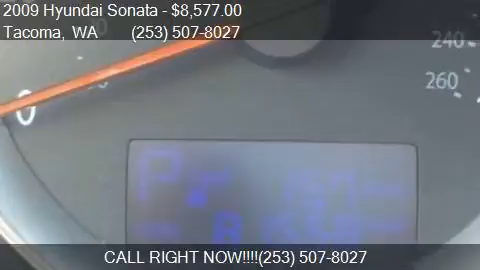 2009 Hyundai Sonata - $8,577.00
Tacoma, WA (253) 507-8027
240
260
0
P
CALL RIGHT NOW!!!!(253) 507-8027